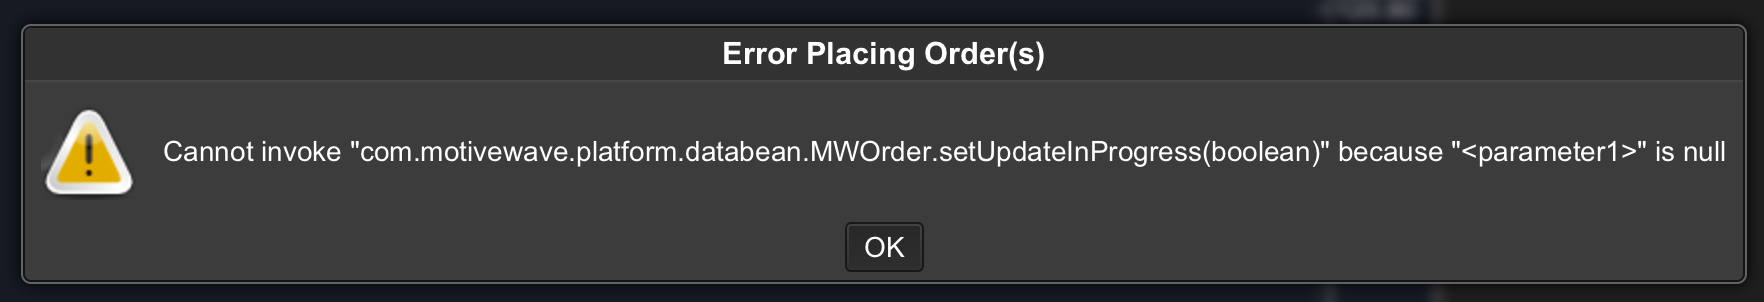 Error Placing Order(s)
Cannot invoke "com.motivewave.platform.databean.MWOrder.setUpdateInProgress(boolean)" because "<parameter1>" is null
OK